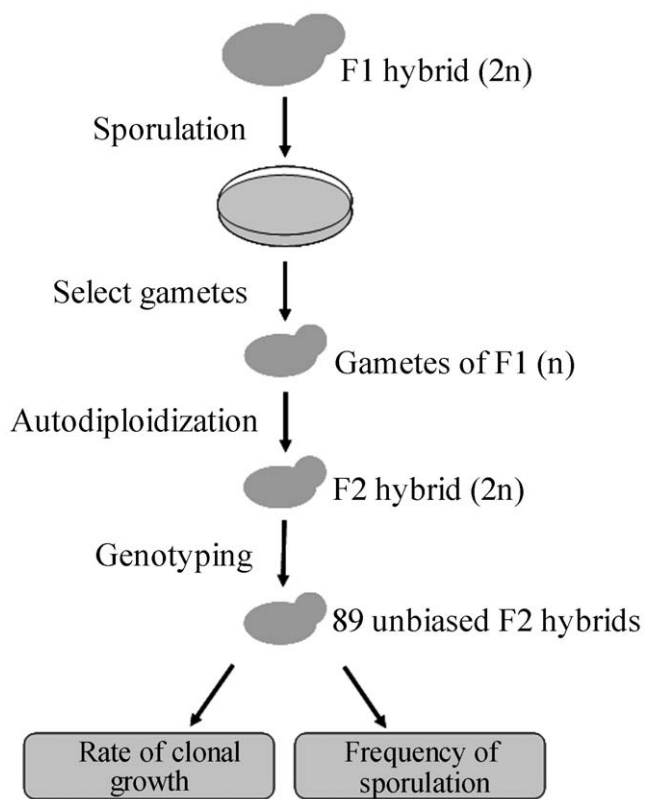 F1 hybrid (2n)
Sporulation
Select gametes
Gametes of F1 (n)
Autodiploidization
F2 hybrid (2n)
Genotyping
89 unbiased F2 hybrids
Rate of clonal
growth
Frequency of
sporulation